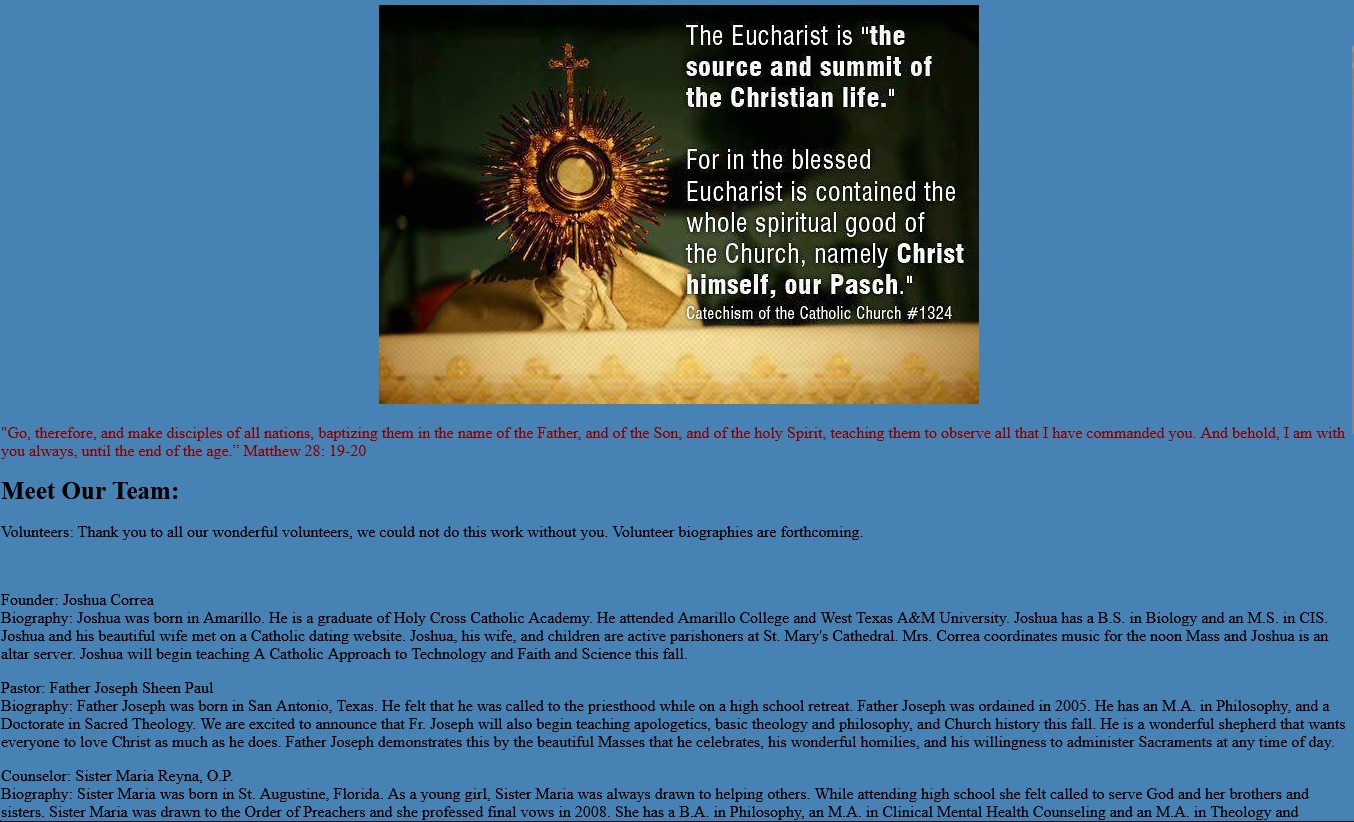 The Eucharist is "the
source and summit of
the Christian life."
For in the blessed
Eucharist is contained the
whole spiritual good of
the Church, namely Christ
himself, our Pasch."
Catechism of the Catholic Church #1324
"Go, therefore, and make disciples of all nations, baptizing them in the name of the Father, and of the Son, and of the holy Spirit, teaching them to observe all that I have commanded you. And behold, I am with
you always, until the end of the age.” Matthew 28: 19-20
Meet Our Team:
Volunteers: Thank you to all our wonderful volunteers, we could not do this work without you. Volunteer biographies are forthcoming.
Founder: Joshua Correa
Biography: Joshua was born in Amarillo. He is a graduate of Holy Cross Catholic Academy. He attended Amarillo College and West Texas A&M University. Joshua has a B.S. in Biology and an M.S. in CIS.
Joshua and his beautiful wife met on a Catholic dating website. Joshua, his wife, and children are active parishoners at St. Mary's Cathedral. Mrs. Correa coordinates music for the noon Mass and Joshua is an
altar server. Joshua will begin teaching A Catholic Approach to Technology and Faith and Science this fall.
Pastor: Father Joseph Sheen Paul
Biography: Father Joseph was born in San Antonio, Texas. He felt that he was called to the priesthood while on a high school retreat. Father Joseph was ordained in 2005. He has an M.A. in Philosophy, and a
Doctorate in Sacred Theology. We are excited to announce that Fr. Joseph will also begin teaching apologetics, basic theology and philosophy, and Church history this fall. He is a wonderful shepherd that wants
everyone to love Christ as much as he does. Father Joseph demonstrates this by the beautiful Masses that he celebrates, his wonderful homilies, and his willingness to administer Sacraments at any time of day.
Counselor: Sister Maria Reyna, O.P.
Biography: Sister Maria was born in St. Augustine, Florida. As a young girl, Sister Maria was always drawn to helping others. While attending high school she felt called to serve God and her brothers and
sisters. Sister Maria was drawn to the Order of Preachers and she professed final vows in 2008. She has a B.A. in Philosophy, an M.A. in Clinical Mental Health Counseling and an M.A. in Theology and